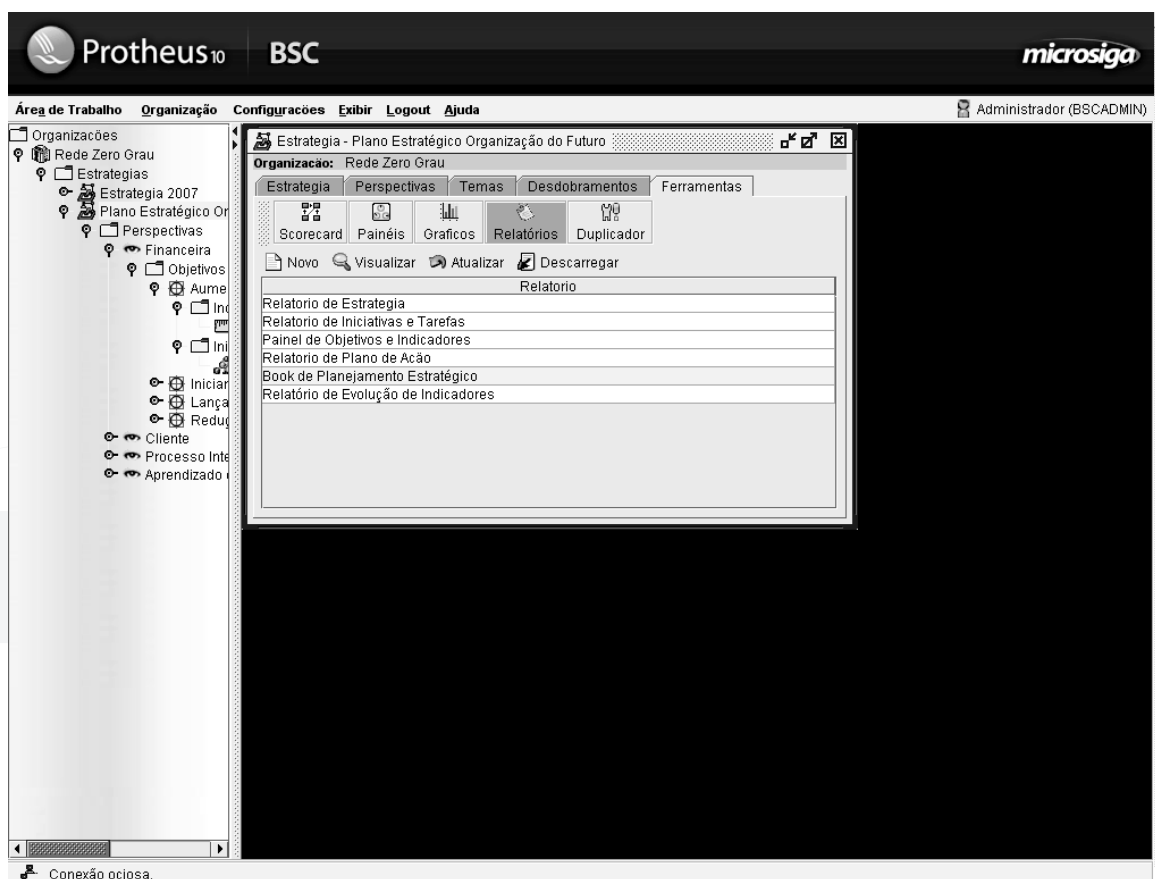 Protheus10 BSC microsiga
Área de Trabalho Organização Configuracões Exibir Logout Ajuda Administrador (BSCADMIN)
Organizacões
Rede Zero Grau
Estrategias
Estrategia 2007
Plano Estratégico Or
Perspectivas
Financeira
Objetivos
Aume
Ind
Ini
Iniciar
Lança
Reduç
Cliente
Processo Inte
Aprendizado
Estrategia - Plano Estratégico Organização do Futuro
Organizacão: Rede Zero Grau
Estrategia Perspectivas Temas Desdobramentos Ferramentas
Scorecard Painéis Graficos Relatórios Duplicador
Novo Visualizar Atualizar Descarregar
Relatorio
Relatorio de Estrategia
Relatorio de Iniciativas e Tarefas
Painel de Objetivos e Indicadores
Relatorio de Plano de Acão
Book de Planejamento Estratégico
Relatório de Evolução de Indicadores
Conexão ociosa.